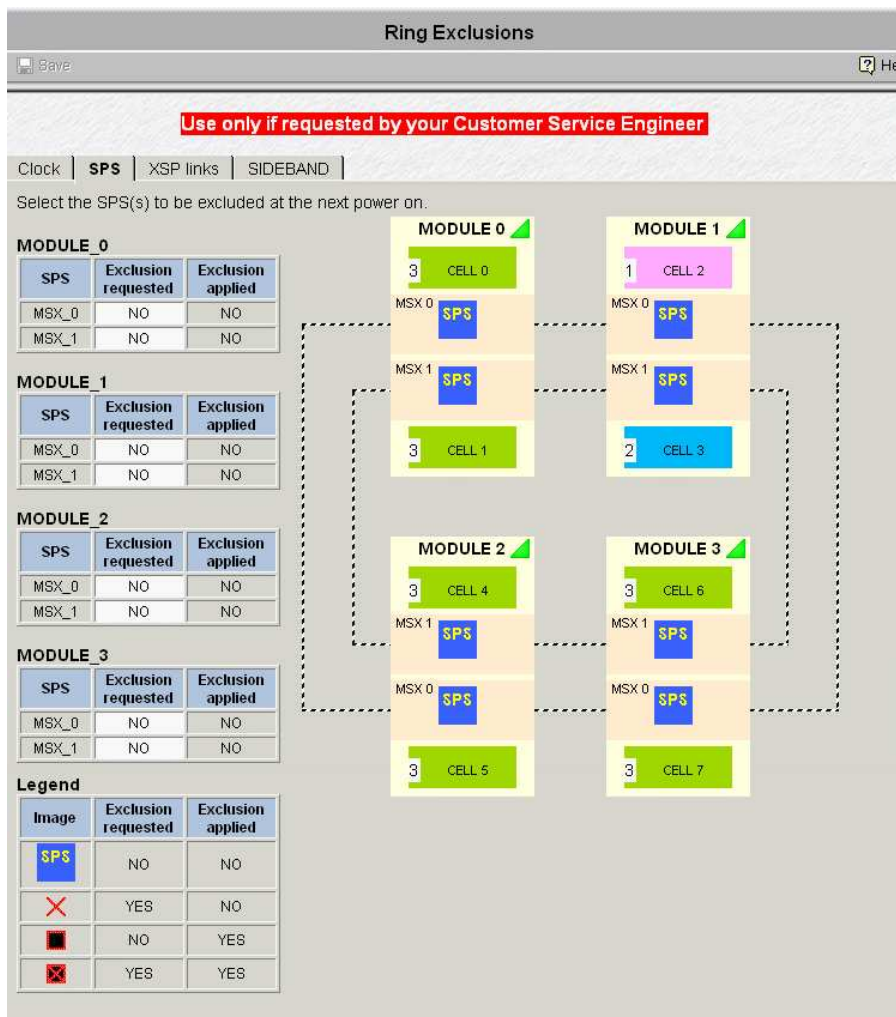 Ring Exclusions
Save
He
Use only if requested by your Customer Service Engineer
Clock SPS XSP links SIDEBAND
Select the SPS(s) to be excluded at the next power on.
MODULE_0
SPS Exclusion requested Exclusion applied
MSX_0 NO NO
MSX_1 NO NO
MODULE_1
SPS Exclusion requested Exclusion applied
MSX_0 NO NO
MSX_1 NO NO
MODULE_2
SPS Exclusion requested Exclusion applied
MSX_0 NO NO
MSX_1 NO NO
MODULE_3
SPS Exclusion requested Exclusion applied
MSX_0 NO NO
MSX_1 NO NO
Legend
Image Exclusion requested Exclusion applied
SPS NO NO
YES NO
NO YES
YES YES
MODULE 0
3 CELL 0
MSX 0 SPS
MSX 1 SPS
3 CELL 1
MODULE 1
1 CELL 2
MSX 0 SPS
MSX 1 SPS
2 CELL 3
MODULE 2
3 CELL 4
MSX 1 SPS
MSX 0 SPS
3 CELL 5
MODULE 3
3 CELL 6
MSX 1 SPS
MSX 0 SPS
3 CELL 7